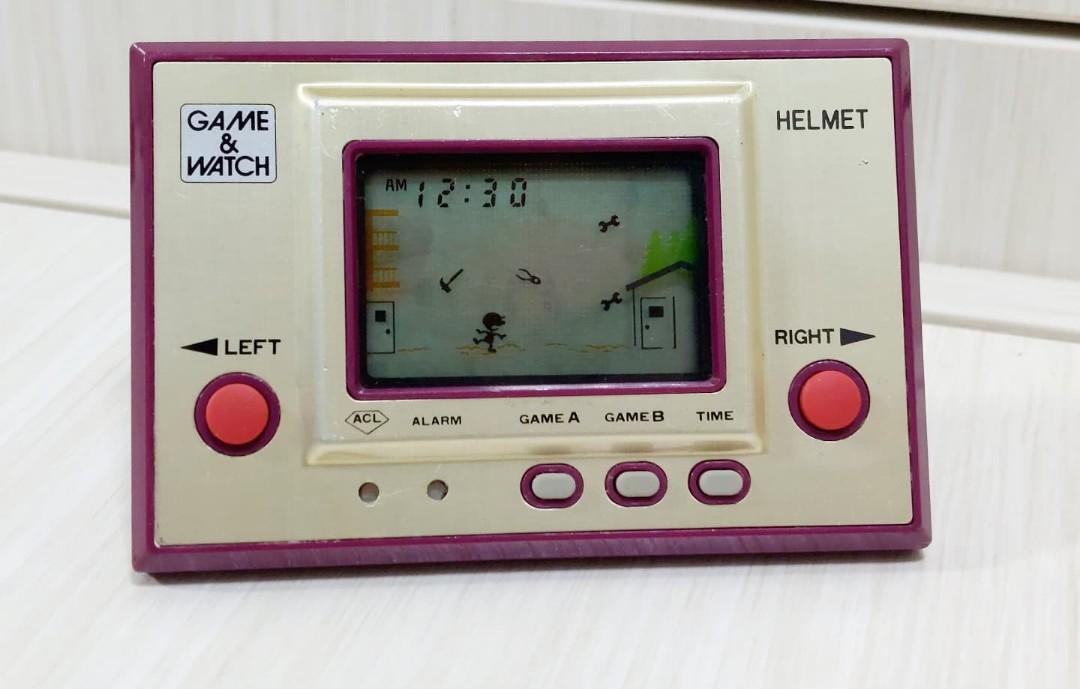 GAME
&
WATCH
HELMET
AM 12:30
◀ LEFT
RIGHT ▶
ACL
ALARM
GAME A
GAME B
TIME